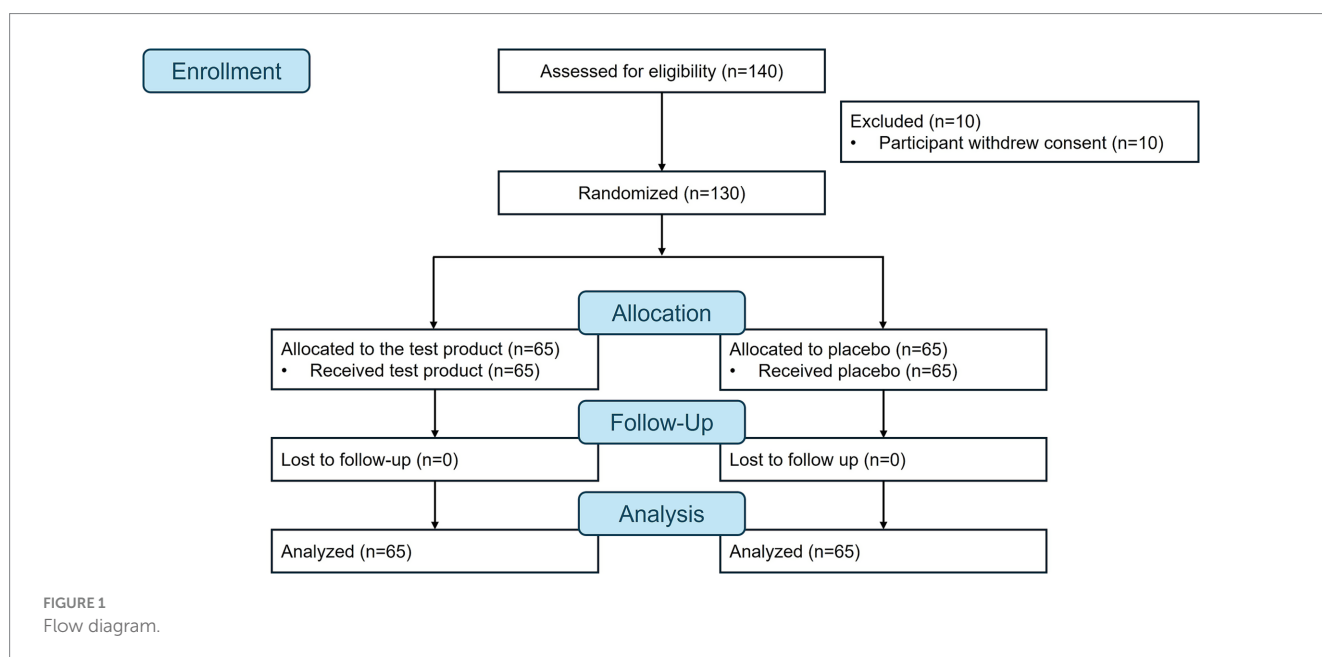 Enrollment
Assessed for eligibility (n=140)
Excluded (n=10)
• Participant withdrew consent (n=10)
Randomized (n=130)
Allocation
Allocated to the test product (n=65)
• Received test product (n=65)
Allocated to placebo (n=65)
• Received placebo (n=65)
Follow-Up
Lost to follow-up (n=0)
Lost to follow up (n=0)
Analysis
Analyzed (n=65)
Analyzed (n=65)
FIGURE 1
Flow diagram.